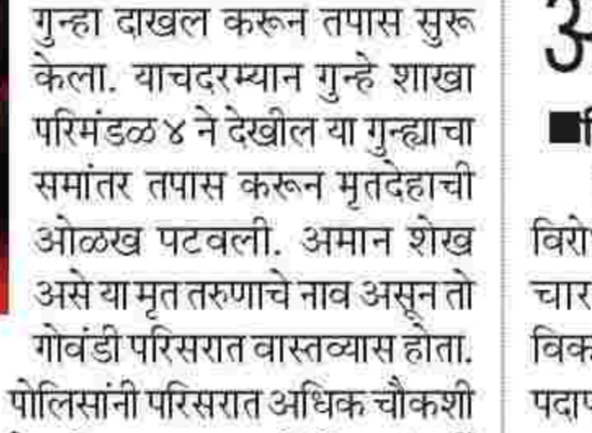 गुन्हा दाखल करून तपास सुरू
केला. याचदरम्यान गुन्हे शाखा
परिमंडळ ४ ने देखील या गुन्ह्याचा
समांतर तपास करून मृतदेहाची
ओळख पटवली. अमान शेख
असे या मृत तरुणाचे नाव असून तो
गोवंडी परिसरात वास्तव्यास होता.
पोलिसांनी परिसरात अधिक चौकशी
चार